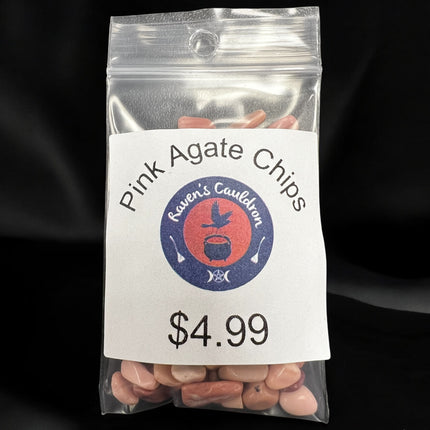 Pink Agate Chips
Raven's Cauldron
$4.99